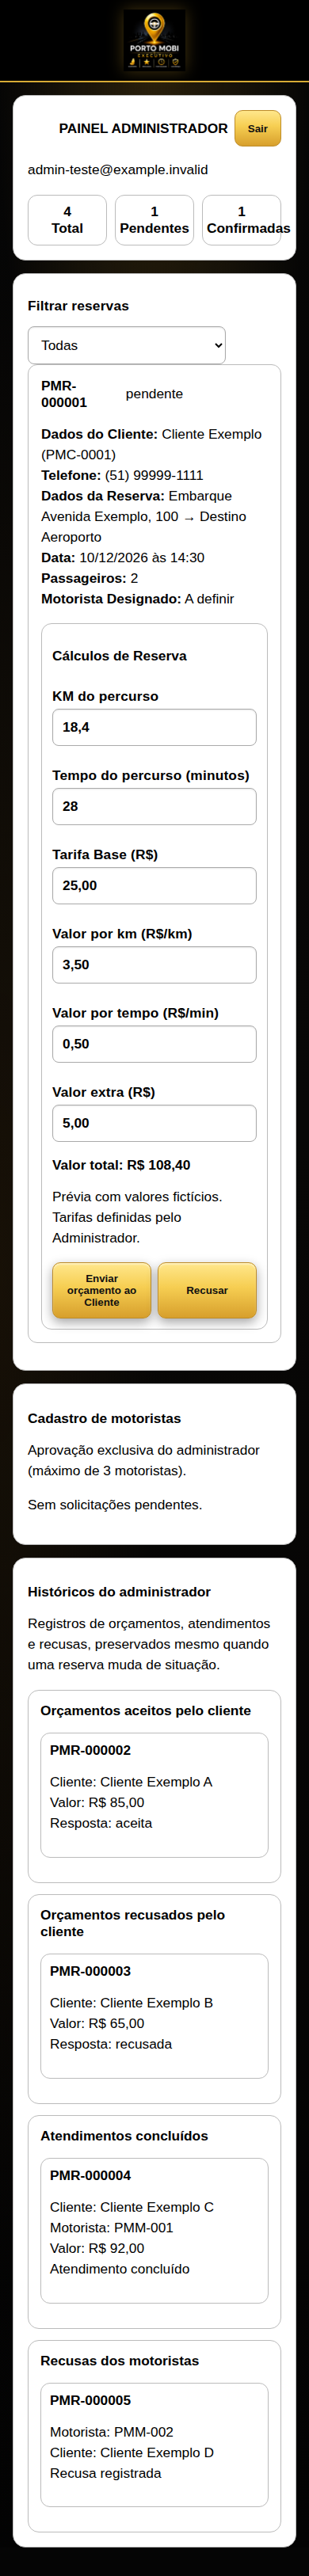 PORTO MOBI
EXECUTIVO
PAINEL ADMINISTRADOR
Sair
admin-teste@example.invalid
4
Total
1
Pendentes
1
Confirmadas
Filtrar reservas
Todas
PMR-
000001
pendente
Dados do Cliente: Cliente Exemplo
(PMC-0001)
Telefone: (51) 99999-1111
Dados da Reserva: Embarque
Avenida Exemplo, 100 → Destino
Aeroporto
Data: 10/12/2026 às 14:30
Passageiros: 2
Motorista Designado: A definir
Cálculos de Reserva
KM do percurso
18,4
Tempo do percurso (minutos)
28
Tarifa Base (R$)
25,00
Valor por km (R$/km)
3,50
Valor por tempo (R$/min)
0,50
Valor extra (R$)
5,00
Valor total: R$ 108,40
Prévia com valores fictícios.
Tarifas definidas pelo
Administrador.
Enviar
orçamento ao
Cliente
Recusar
Cadastro de motoristas
Aprovação exclusiva do administrador
(máximo de 3 motoristas).
Sem solicitações pendentes.
Históricos do administrador
Registros de orçamentos, atendimentos
e recusas, preservados mesmo quando
uma reserva muda de situação.
Orçamentos aceitos pelo cliente
PMR-000002
Cliente: Cliente Exemplo A
Valor: R$ 85,00
Resposta: aceita
Orçamentos recusados pelo
cliente
PMR-000003
Cliente: Cliente Exemplo B
Valor: R$ 65,00
Resposta: recusada
Atendimentos concluídos
PMR-000004
Cliente: Cliente Exemplo C
Motorista: PMM-001
Valor: R$ 92,00
Atendimento concluído
Recusas dos motoristas
PMR-000005
Motorista: PMM-002
Cliente: Cliente Exemplo D
Recusa registrada